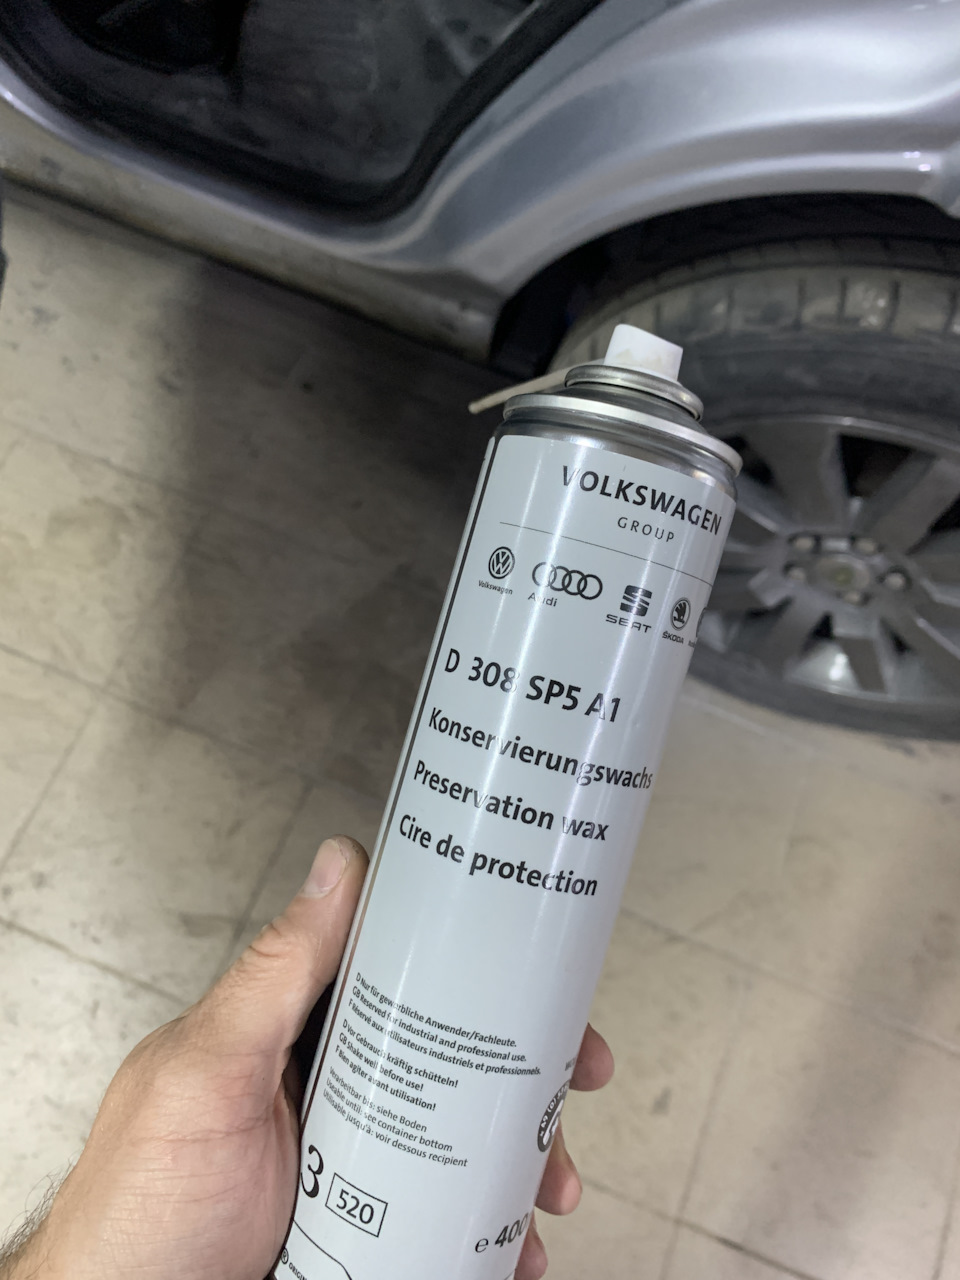 VOLKSWAGEN
GROUP
Volkswagen
Audi
SEAT
ŠKODA
D 308 SP5 A1
Konservierungswachs
Preservation wax
Cire de protection
D Nur für gewerbliche Anwender/Fachleute.
GB Reserved for industrial and professional use.
F Réservé aux utilisateurs industriels et professionnels.
D Vor Gebrauch kräftig schütteln!
GB Shake well before use!
F Bien agiter avant utilisation!
Verarbeitbar bis: siehe Boden
Useable until: see container bottom
Utilisable jusqu'à: voir dessous recipient
3
520
e 400